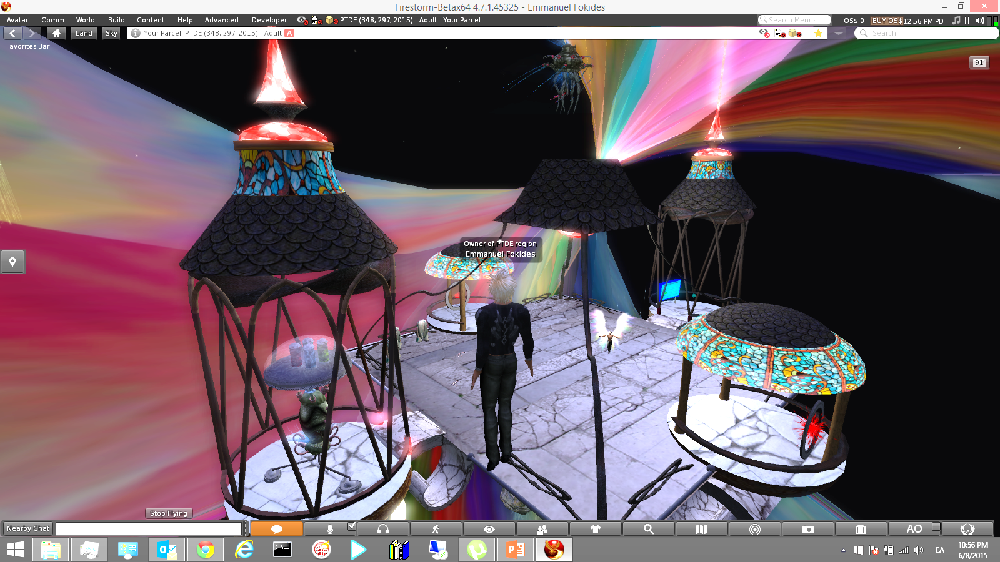 Firestorm-Betax64 4.7.1.45325 - Emmanuel Fokides
Avatar Comm World Build Content Help Advanced Developer PTDE (348, 297, 2015) - Adult - Your Parcel Search Menus OS$ 0 BUY OS$ 12:56 PM PDT
Land Sky Your Parcel, PTDE (348, 297, 2015) - Adult A Search
Favorites Bar
91
Owner of PTDE region
Emmanuel Fokides
Stop Flying
Nearby Chat
AO
ΕΛ
10:56 PM
6/8/2015